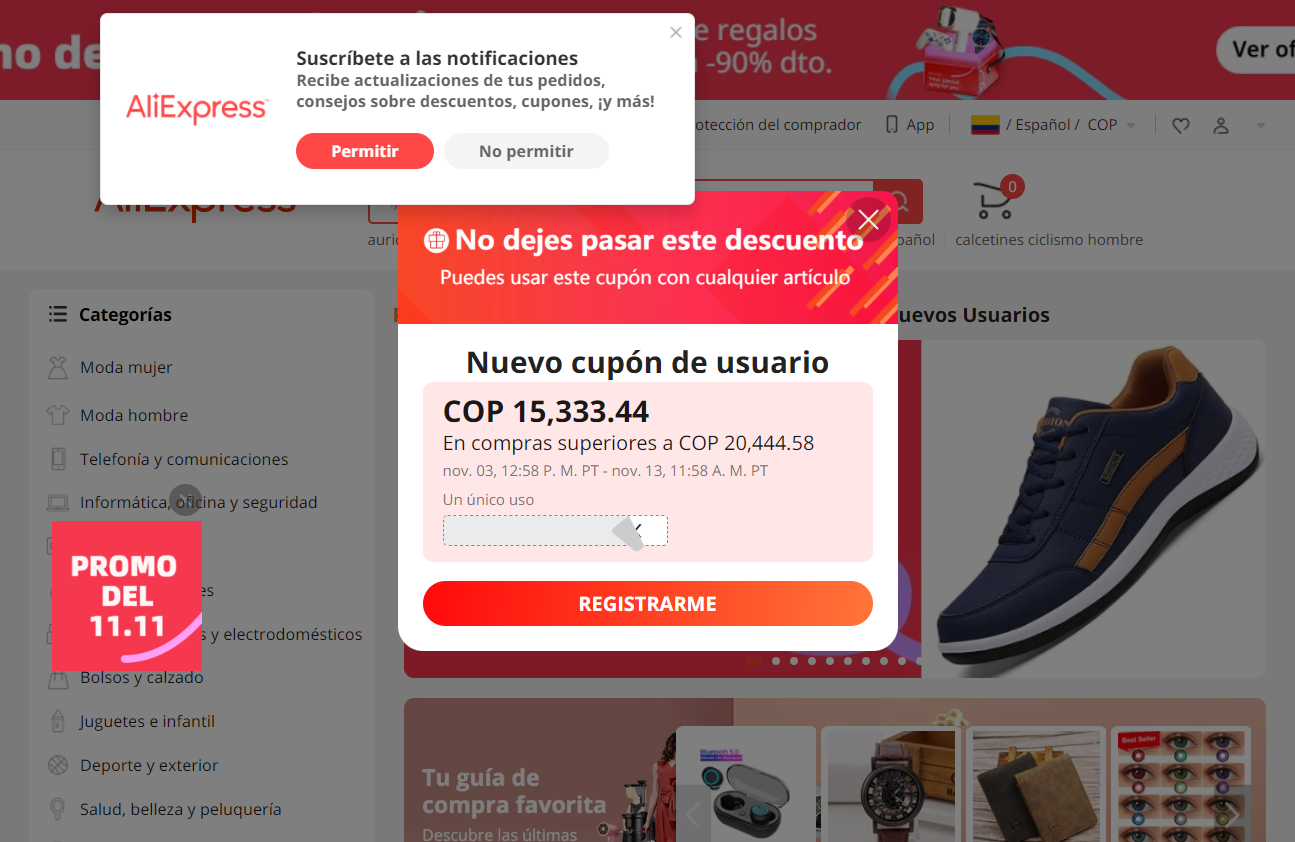 Suscríbete a las notificaciones
Recibe actualizaciones de tus pedidos,
consejos sobre descuentos, cupones, ¡y más!
AliExpress
Permitir
No permitir
no de
e regalos
-90% dto.
Ver of
otección del comprador
App
/ Español / COP
AliExpress
0
auric
pañol
calcetines ciclismo hombre
No dejes pasar este descuento
Puedes usar este cupón con cualquier artículo
Nuevo cupón de usuario
COP 15,333.44
En compras superiores a COP 20,444.58
nov. 03, 12:58 P. M. PT - nov. 13, 11:58 A. M. PT
Un único uso
REGISTRARME
Categorías
Moda mujer
Moda hombre
Telefonía y comunicaciones
Informática, oficina y seguridad
es
s y electrodomésticos
Bolsos y calzado
Juguetes e infantil
Deporte y exterior
Salud, belleza y peluquería
PROMO
DEL
11.11
uevos Usuarios
Tu guía de
compra favorita
Descubre las últimas
Bluetooth 5.0
Best Seller